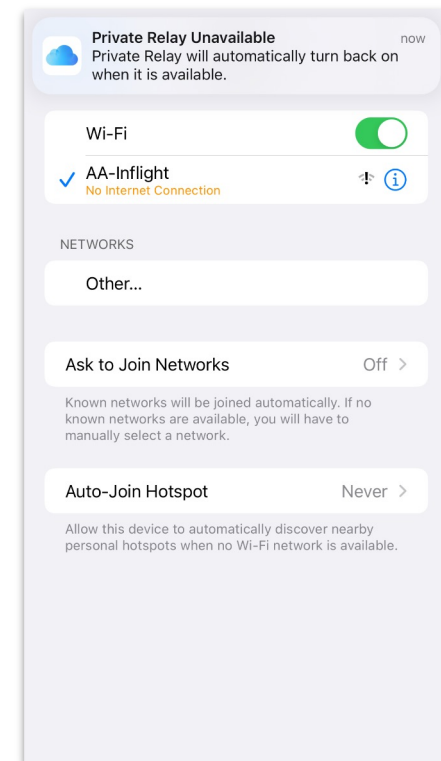 Private Relay Unavailable
now
Private Relay will automatically turn back on
when it is available.
Wi-Fi
AA-Inflight
No Internet Connection
NETWORKS
Other...
Ask to Join Networks
Off
Known networks will be joined automatically. If no
known networks are available, you will have to
manually select a network.
Auto-Join Hotspot
Never
Allow this device to automatically discover nearby
personal hotspots when no Wi-Fi network is available.